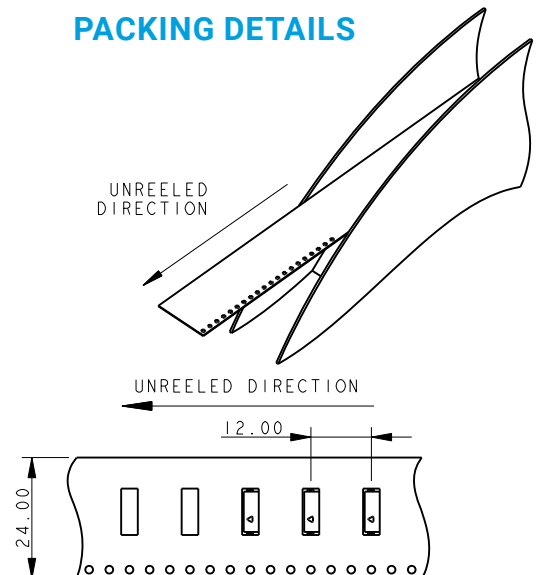 PACKING DETAILS
UNREELED
DIRECTION
UNREELED DIRECTION
12.00
24.00